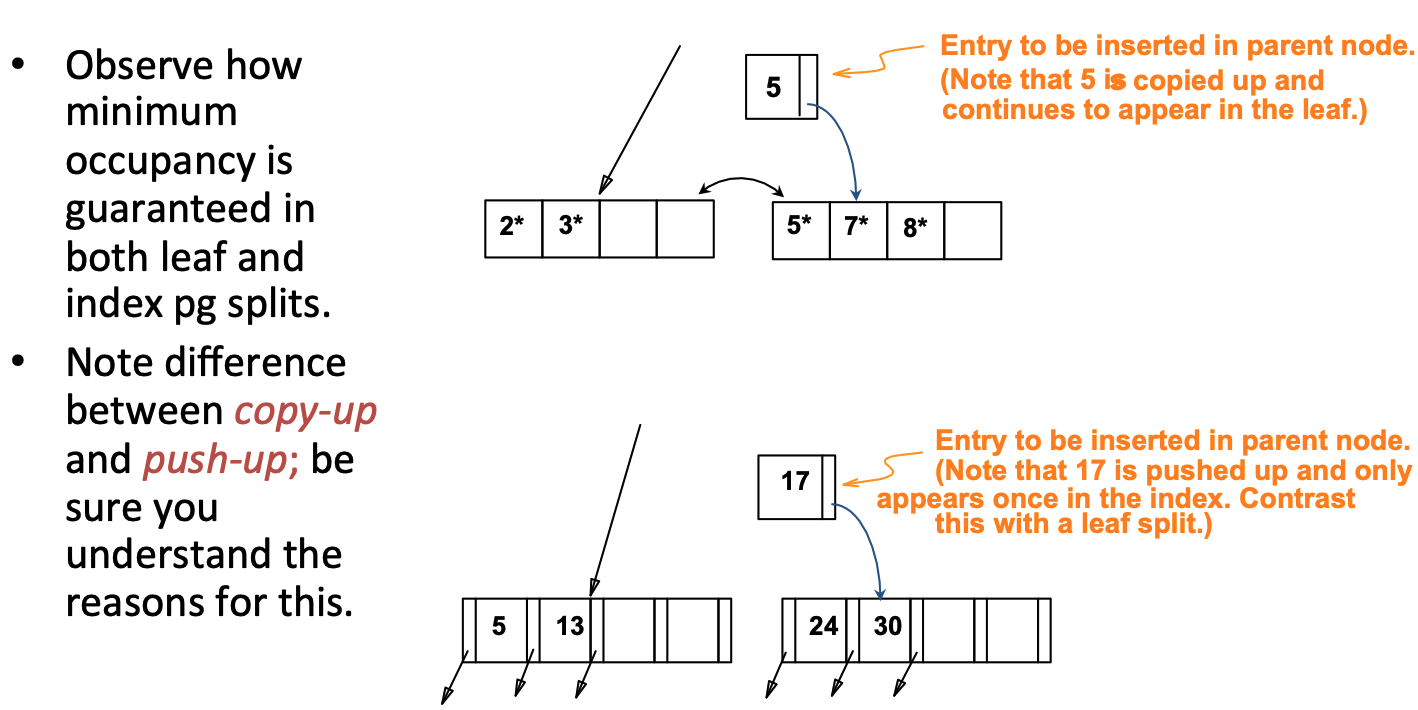 • Observe how
minimum
occupancy is
guaranteed in
both leaf and
index pg splits.
• Note difference
between copy-up
and push-up; be
sure you
understand the
reasons for this.
Entry to be inserted in parent node.
(Note that 5 is copied up and
continues to appear in the leaf.)
5
2* 3*
5* 7* 8*
Entry to be inserted in parent node.
(Note that 17 is pushed up and only
appears once in the index. Contrast
this with a leaf split.)
17
5 13
24 30